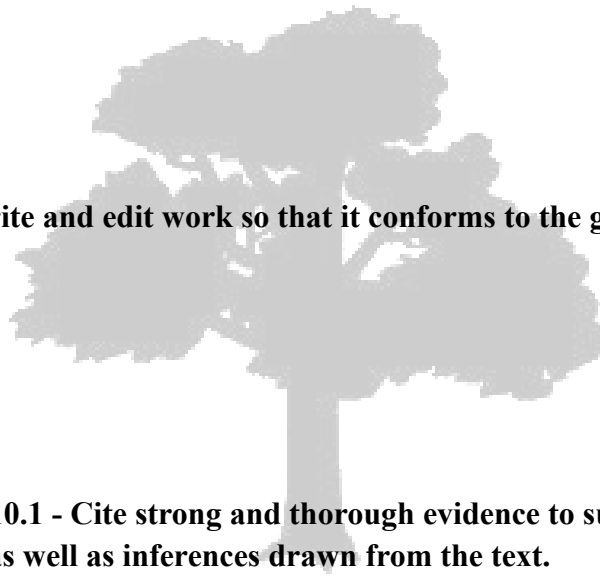 ite and edit work so that it conforms to the g
0.1 - Cite strong and thorough evidence to su
s well as inferences drawn from the text.